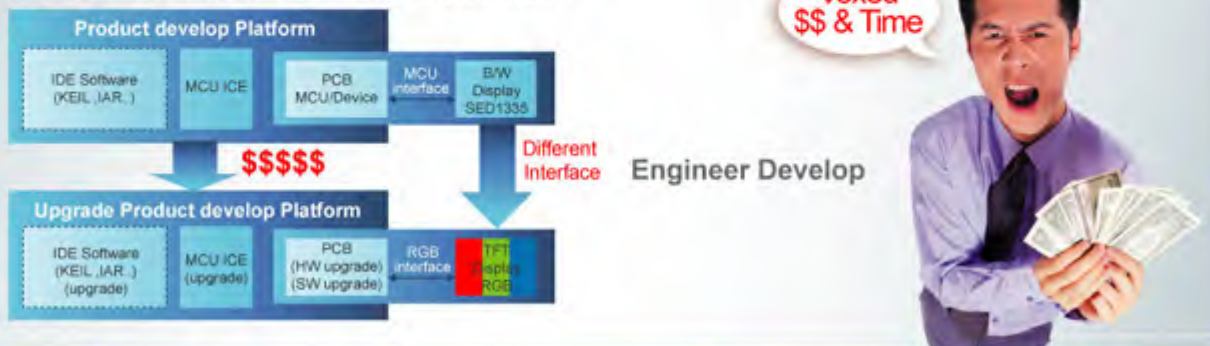 Product develop Platform
IDE Software
(KEIL ,IAR..)
MCU ICE
PCB
MCU/Device
MCU
interface
B/W
Display
SED1335
$$$$$
Different
Interface
Upgrade Product develop Platform
IDE Software
(KEIL ,IAR..)
(upgrade)
MCU ICE
(upgrade)
PCB
(HW upgrade)
(SW upgrade)
RGB
interface
TFT
Display
RGB
Engineer Develop
$$ & Time